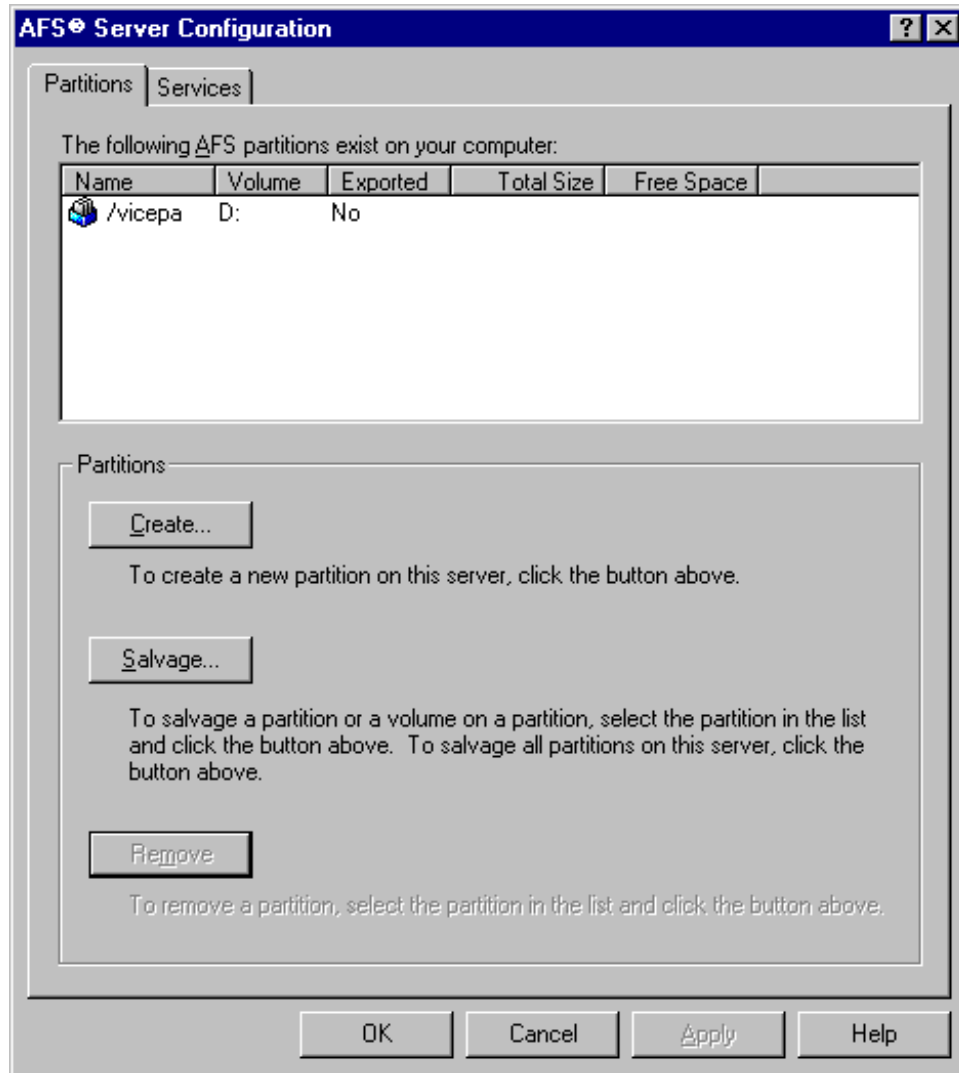 AFS® Server Configuration
Partitions
Services
The following AFS partitions exist on your computer:
Name Volume Exported Total Size Free Space
/vicepa D: No
Partitions
Create...
To create a new partition on this server, click the button above.
Salvage...
To salvage a partition or a volume on a partition, select the partition in the list
and click the button above. To salvage all partitions on this server, click the
button above.
Remove
To remove a partition, select the partition in the list and click the button above.
OK Cancel Apply Help